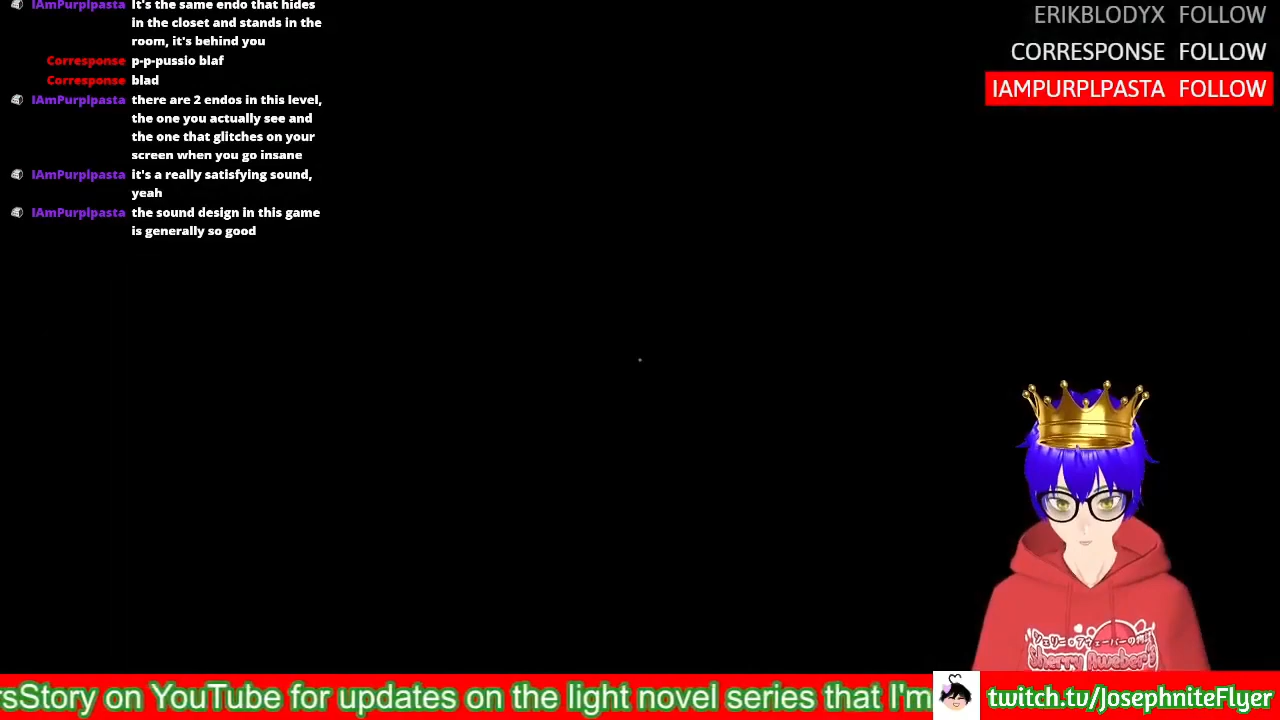 IAmPurplpasta It's the same endo that hides
in the closet and stands in the
room, it's behind you
Corresponse p-p-pussio blaf
Corresponse blad
IAmPurplpasta there are 2 endos in this level,
the one you actually see and
the one that glitches on your
screen when you go insane
IAmPurplpasta it's a really satisfying sound,
yeah
IAmPurplpasta the sound design in this game
is generally so good
ERIKBLODYX FOLLOW
CORRESPONSE FOLLOW
IAMPURPLPASTA FOLLOW
Sherry Aweber's
rsStory on YouTube for updates on the light novel series that I'm
twitch.tv/JosephniteFlyer